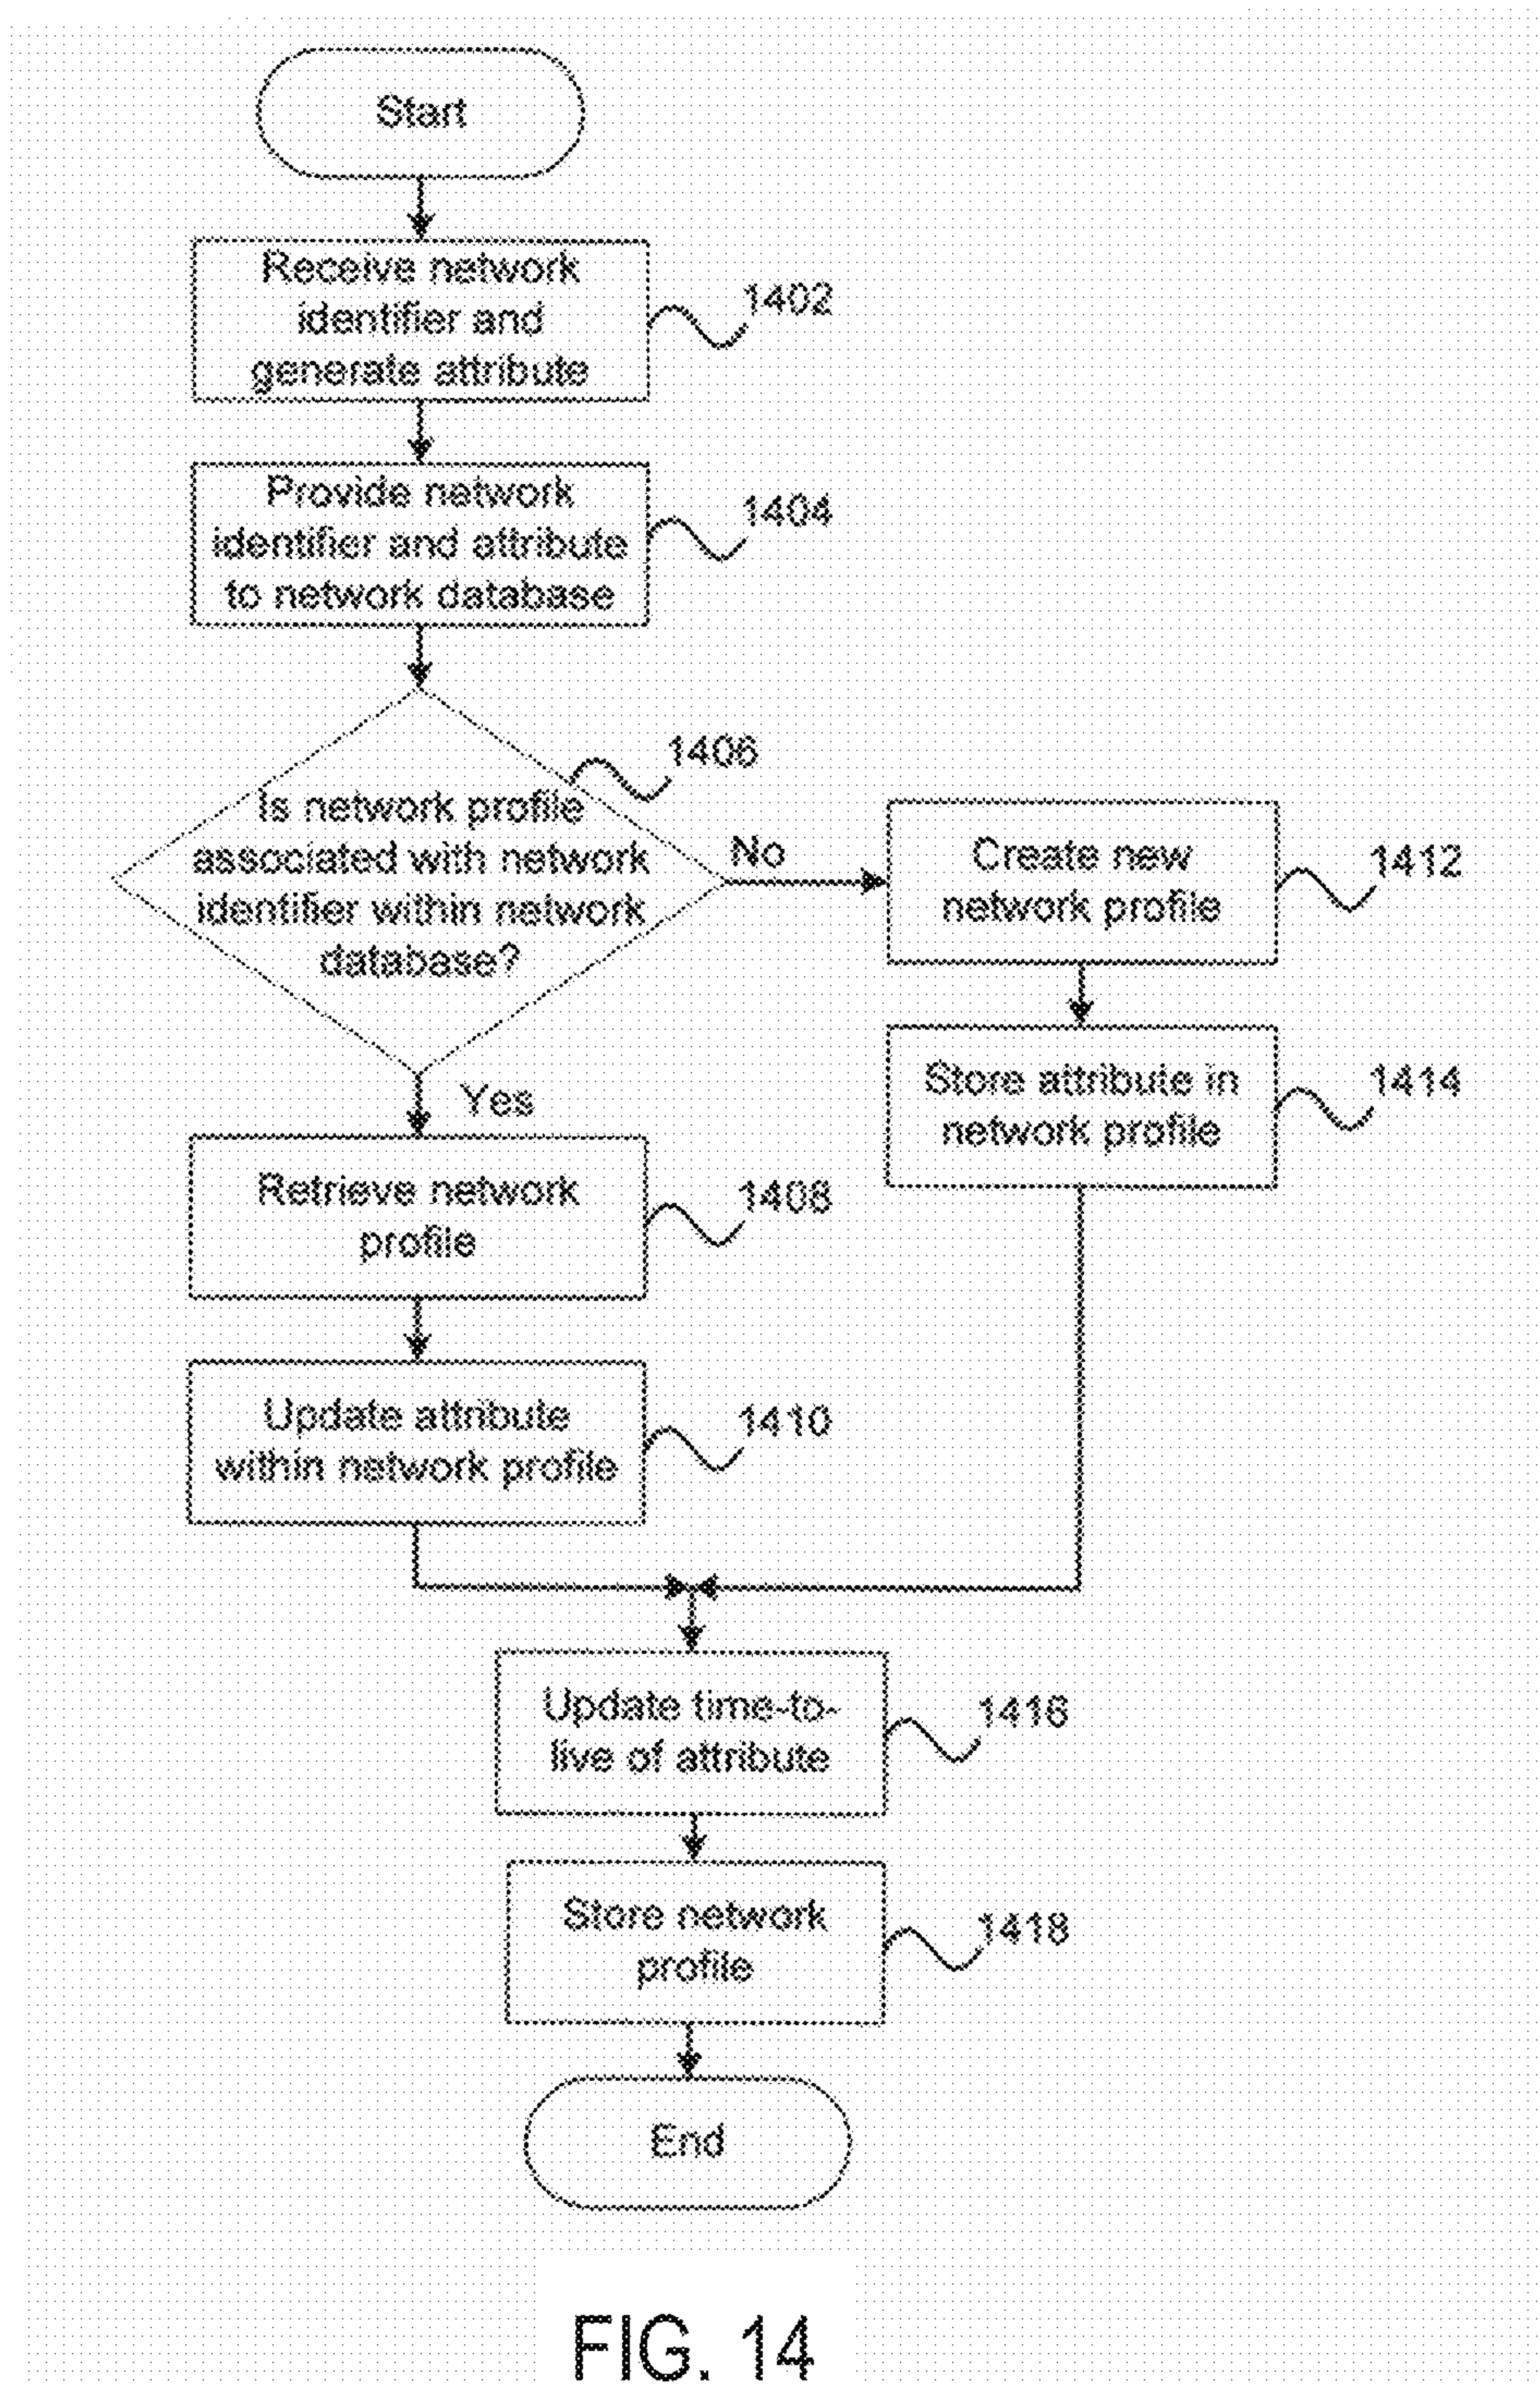 Start
Receive network
identifier and
generate attribute
1402
Provide network
identifier and attribute
to network database
1404
1406
Is network profile
associated with network
identifier within network
database?
No
Create new
network profile
1412
Store attribute in
network profile
1414
Yes
Retrieve network
profile
1408
Update attribute
within network profile
1410
Update time-to-
live of attribute
1416
Store network
profile
1418
End
FIG. 14